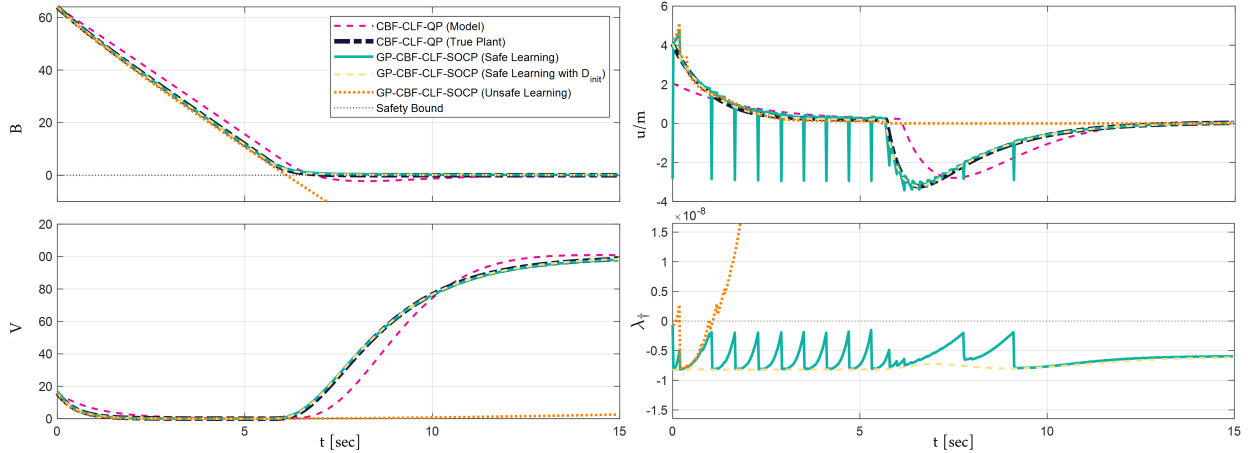 60
40
20
0
B
CBF-CLF-QP (Model)
CBF-CLF-QP (True Plant)
GP-CBF-CLF-SOCP (Safe Learning)
GP-CBF-CLF-SOCP (Safe Learning with D_init)
GP-CBF-CLF-SOCP (Unsafe Learning)
Safety Bound
6
4
2
0
-2
-4
u/m
20
00
80
60
40
20
0
V
0 5 10 15
t [sec]
×10^-8
1.5
1
0.5
0
-0.5
-1
-1.5
λ†
0 5 10 15
t [sec]